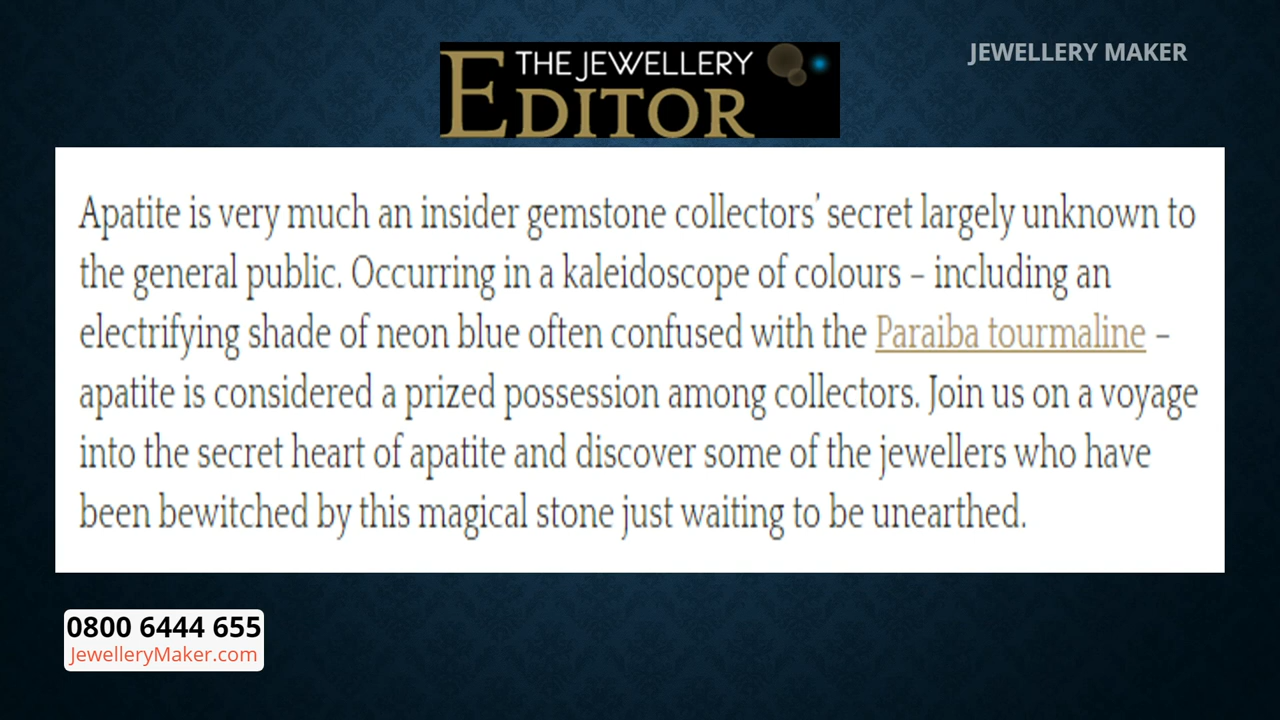 JEWELLERY MAKER
THE JEWELLERY
EDITOR
Apatite is very much an insider gemstone collectors’ secret largely unknown to
the general public. Occurring in a kaleidoscope of colours – including an
electrifying shade of neon blue often confused with the Paraiba tourmaline –
apatite is considered a prized possession among collectors. Join us on a voyage
into the secret heart of apatite and discover some of the jewellers who have
been bewitched by this magical stone just waiting to be unearthed.
0800 6444 655
JewelleryMaker.com